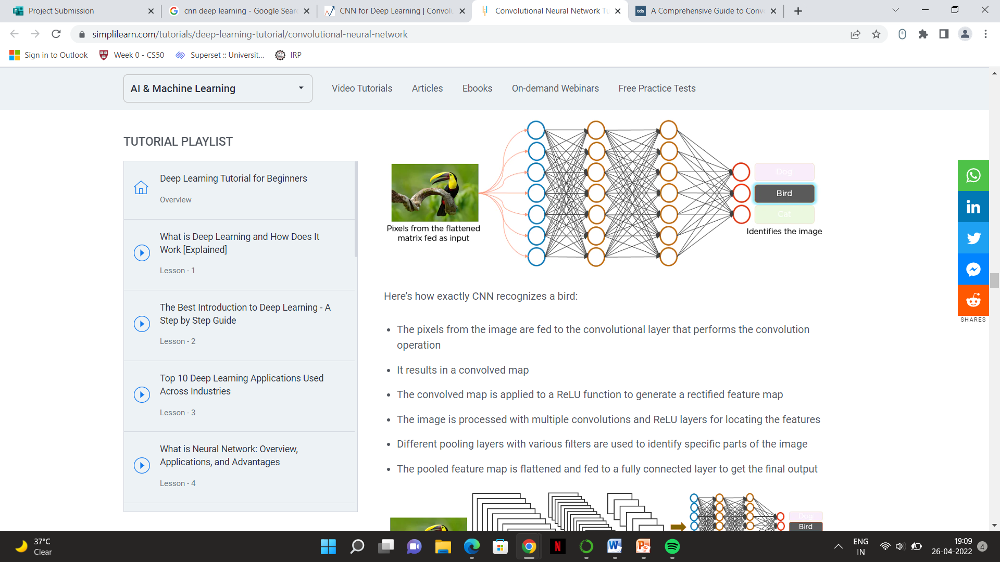 Project Submission
cnn deep learning - Google Sear
CNN for Deep Learning | Convolu
Convolutional Neural Network Tu
tds
A Comprehensive Guide to Conv
simplilearn.com/tutorials/deep-learning-tutorial/convolutional-neural-network
Sign in to Outlook
Week 0 - CS50
Superset :: Universit...
IRP
AI & Machine Learning
Video Tutorials
Articles
Ebooks
On-demand Webinars
Free Practice Tests
TUTORIAL PLAYLIST
Deep Learning Tutorial for Beginners
Overview
What is Deep Learning and How Does It
Work [Explained]
Lesson - 1
The Best Introduction to Deep Learning - A
Step by Step Guide
Lesson - 2
Top 10 Deep Learning Applications Used
Across Industries
Lesson - 3
What is Neural Network: Overview,
Applications, and Advantages
Lesson - 4
Pixels from the flattened
matrix fed as input
Dog
Bird
Cat
Identifies the image
Here’s how exactly CNN recognizes a bird:
• The pixels from the image are fed to the convolutional layer that performs the convolution
operation
• It results in a convolved map
• The convolved map is applied to a ReLU function to generate a rectified feature map
• The image is processed with multiple convolutions and ReLU layers for locating the features
• Different pooling layers with various filters are used to identify specific parts of the image
• The pooled feature map is flattened and fed to a fully connected layer to get the final output
Dog
Bird
in
SHARES
37°C
Clear
N
W
P
ENG
IN
19:09
26-04-2022
4